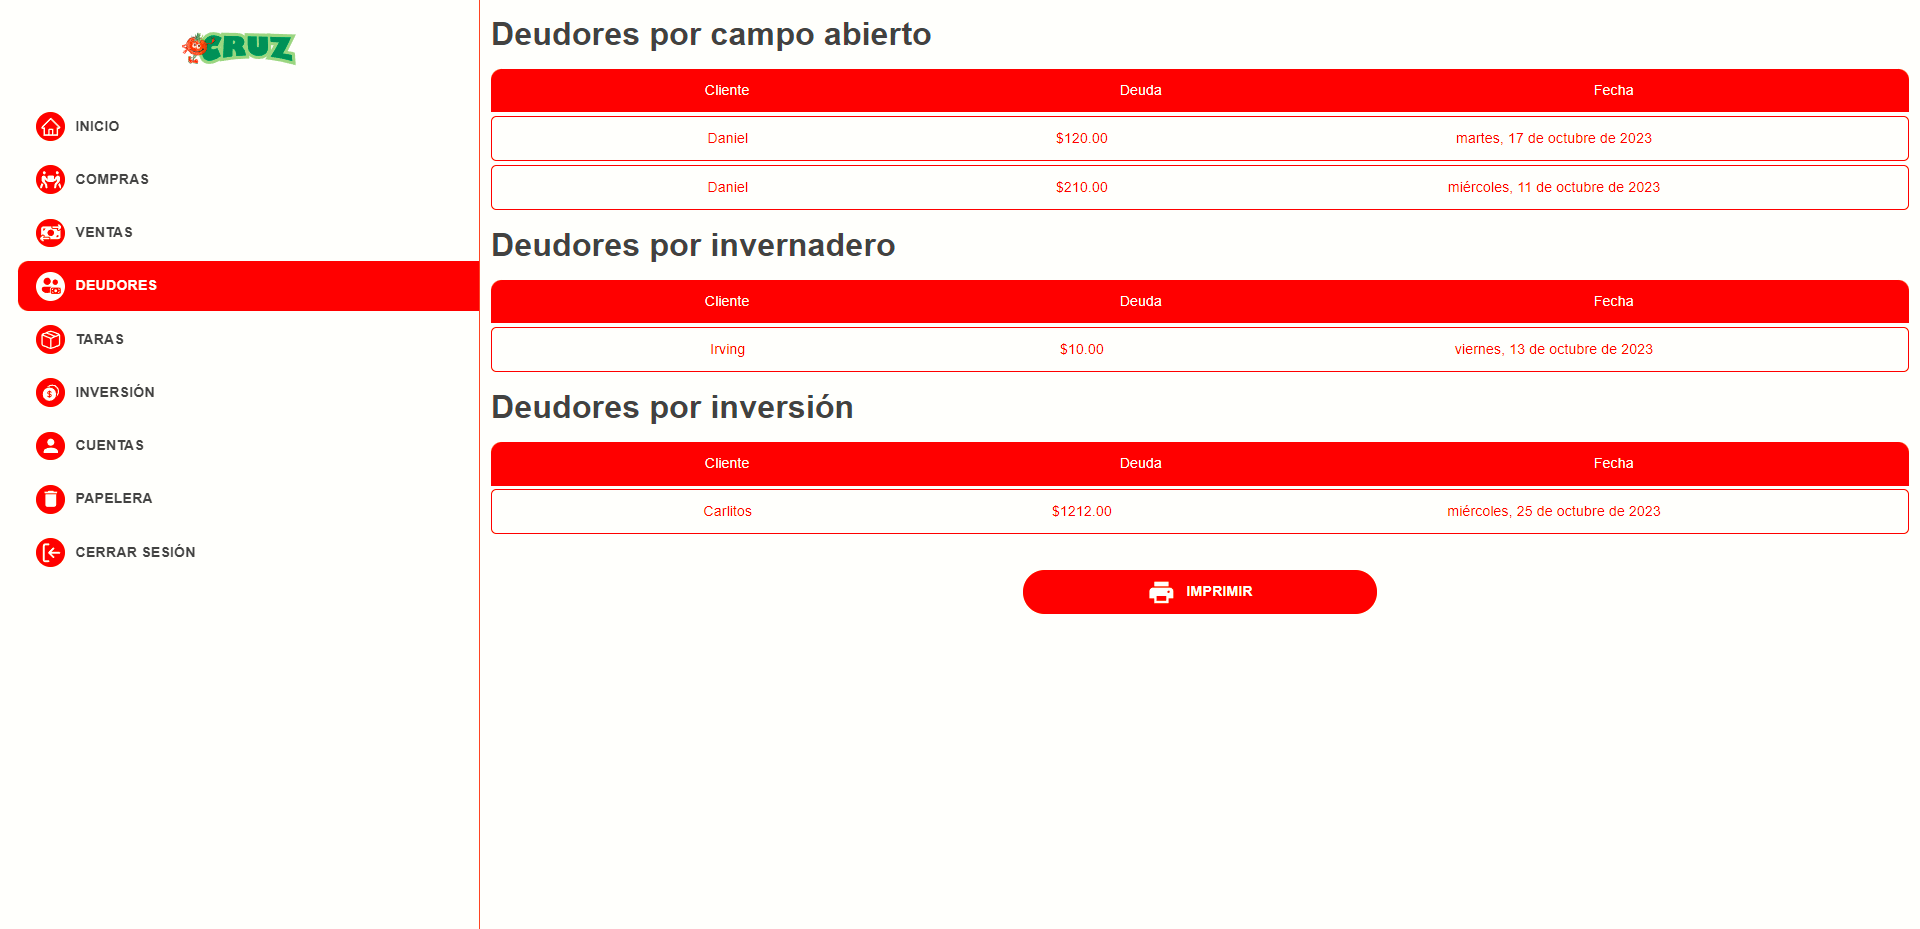 CRUZ
INICIO
COMPRAS
VENTAS
DEUDORES
TARAS
INVERSIÓN
CUENTAS
PAPELERA
CERRAR SESIÓN
Deudores por campo abierto
Cliente Deuda Fecha
Daniel $120.00 martes, 17 de octubre de 2023
Daniel $210.00 miércoles, 11 de octubre de 2023
Deudores por invernadero
Cliente Deuda Fecha
Irving $10.00 viernes, 13 de octubre de 2023
Deudores por inversión
Cliente Deuda Fecha
Carlitos $1212.00 miércoles, 25 de octubre de 2023
IMPRIMIR